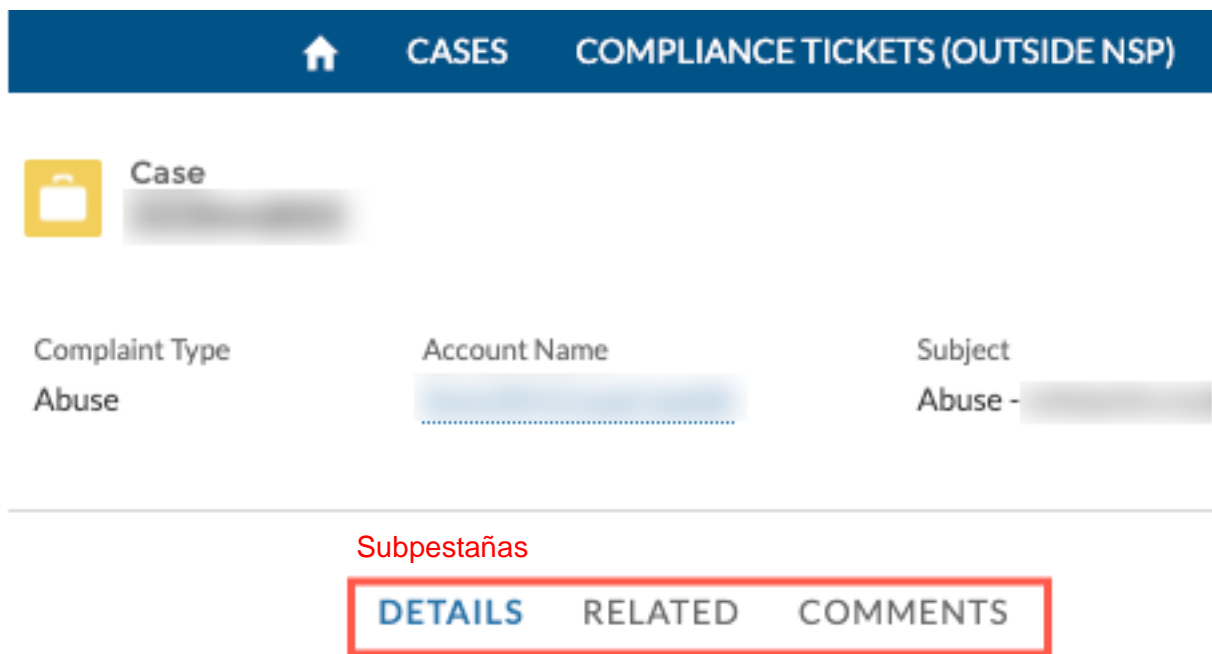 CASES COMPLIANCE TICKETS (OUTSIDE NSP)
Case
Complaint Type Account Name Subject
Abuse Abuse -
Subpestañas
DETAILS RELATED COMMENTS